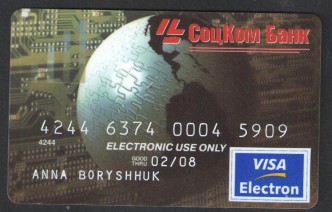 СоцКом Банк
4244 6374 0004 5909
4244
ELECTRONIC USE ONLY
GOOD THRU 02/08
ANNA BORYSHHUK
VISA
Electron